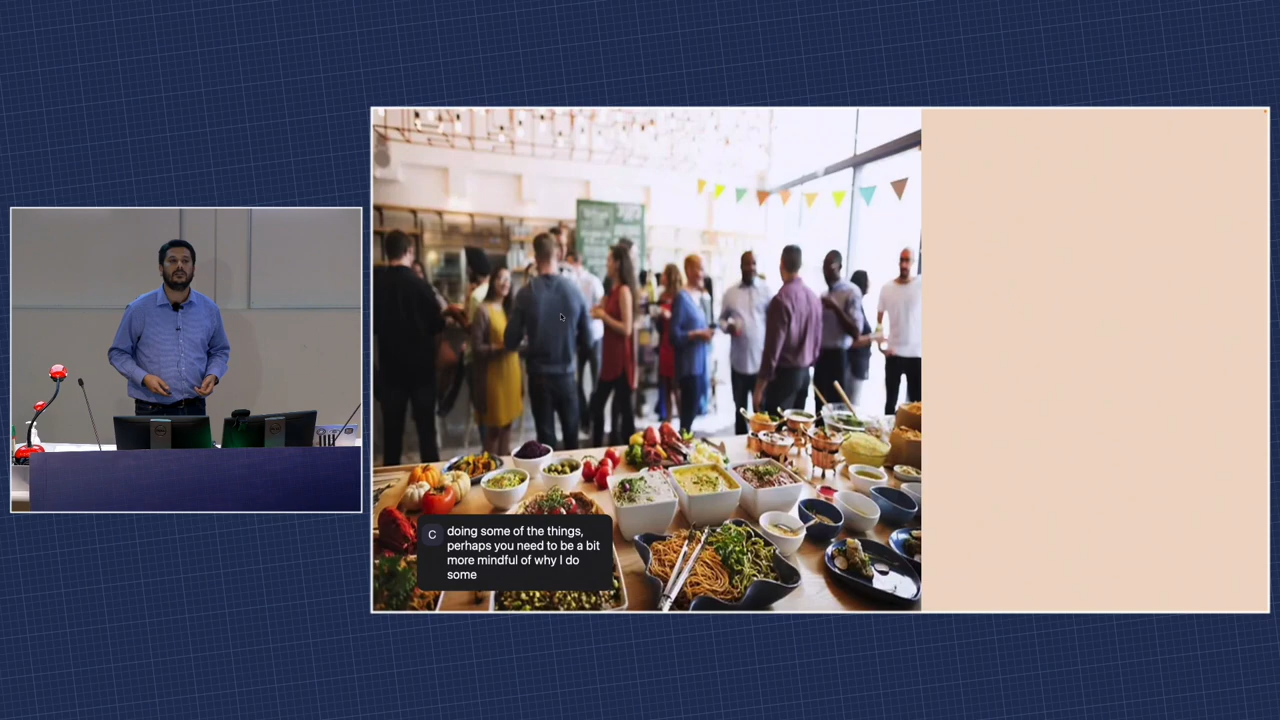 C
doing some of the things,
perhaps you need to be a bit
more mindful of why I do
some